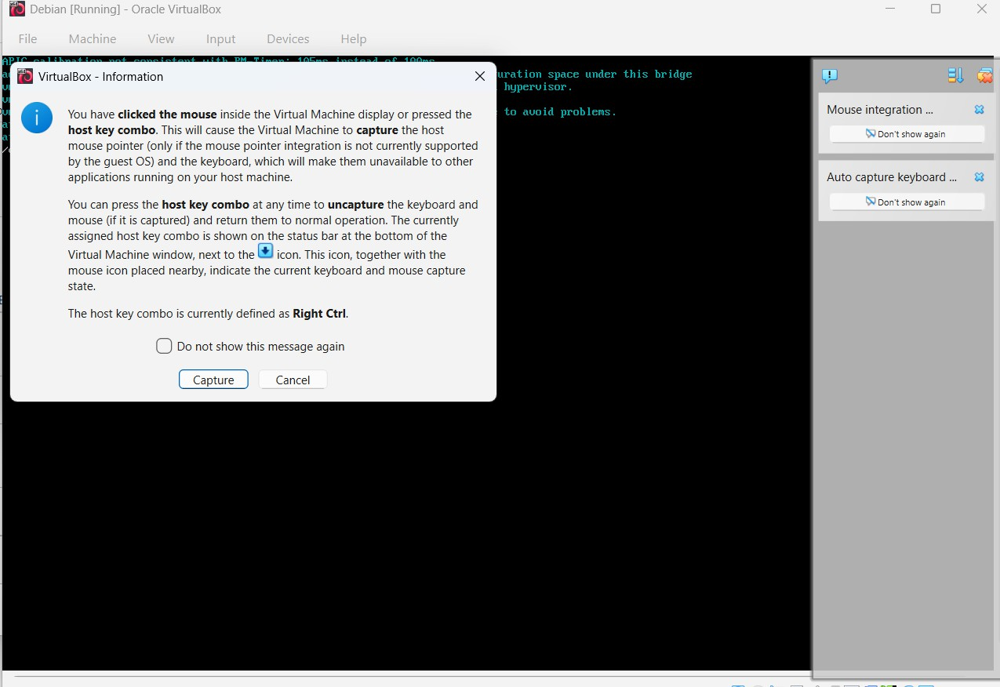 Debian [Running] - Oracle VirtualBox
File Machine View Input Devices Help
APIC calibration not consistent with PM-Timer: 105ms instead of 100ms
VirtualBox - Information
uration space under this bridge
hypervisor.
to avoid problems.
You have clicked the mouse inside the Virtual Machine display or pressed the
host key combo. This will cause the Virtual Machine to capture the host
mouse pointer (only if the mouse pointer integration is not currently supported
by the guest OS) and the keyboard, which will make them unavailable to other
applications running on your host machine.
You can press the host key combo at any time to uncapture the keyboard and
mouse (if it is captured) and return them to normal operation. The currently
assigned host key combo is shown on the status bar at the bottom of the
Virtual Machine window, next to the icon. This icon, together with the
mouse icon placed nearby, indicate the current keyboard and mouse capture
state.
The host key combo is currently defined as Right Ctrl.
Do not show this message again
Capture Cancel
Mouse integration ...
Don't show again
Auto capture keyboard ...
Don't show again